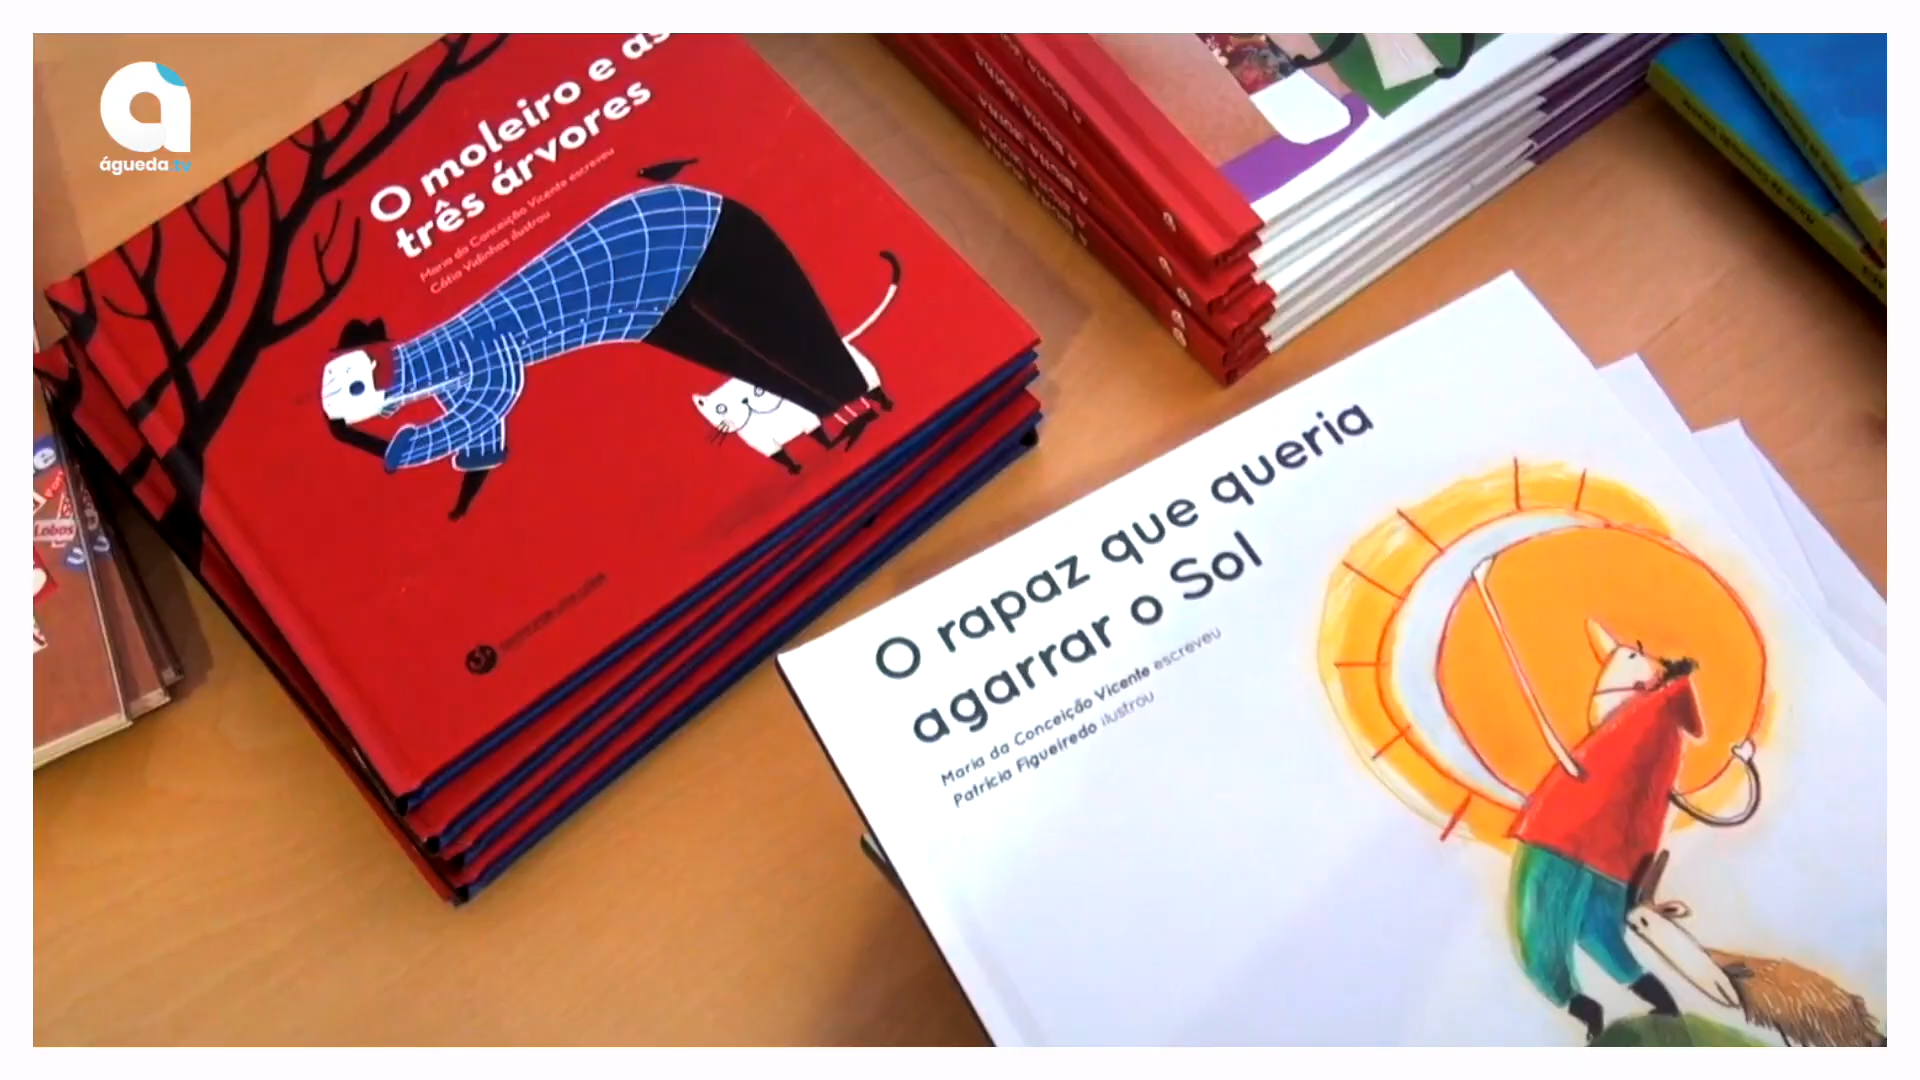 águeda.tv
O moleiro e as
três árvores
Maria da Conceição Vicente escreveu
Cátia Vidinhas ilustrou
O rapaz que queria
agarrar o Sol
Maria da Conceição Vicente escreveu
Patrícia Figueiredo ilustrou
Lobos